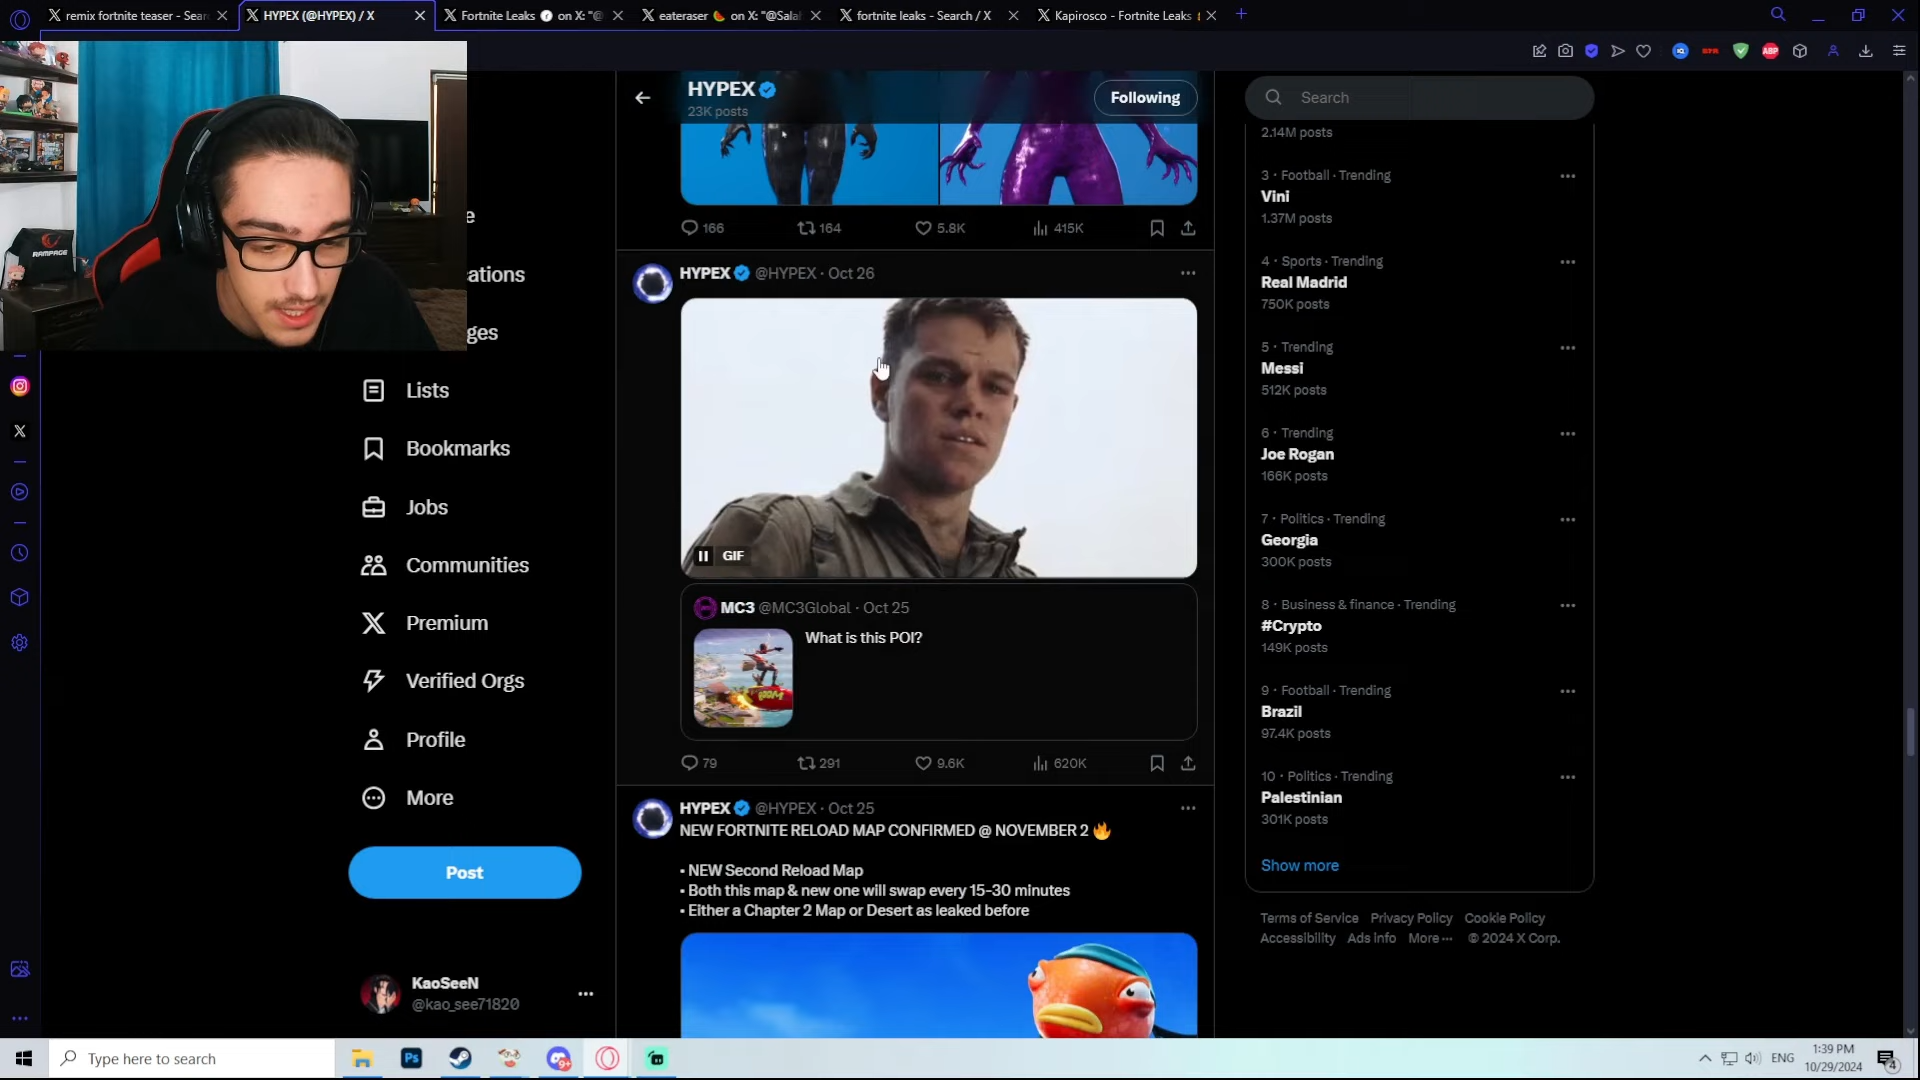 remix fortnite teaser - Sear
HYPEX (@HYPEX) / X
Fortnite Leaks on X: "@
eateraser on X: "@Sala
fortnite leaks - Search / X
Kapirosco - Fortnite Leaks
ABP
HYPEX
23K posts
Following
Search
2.14M posts
3 · Football · Trending
Vini
1.37M posts
4 · Sports · Trending
Real Madrid
750K posts
5 · Trending
Messi
512K posts
6 · Trending
Joe Rogan
166K posts
7 · Politics · Trending
Georgia
300K posts
8 · Business & finance · Trending
#Crypto
149K posts
9 · Football · Trending
Brazil
97.4K posts
10 · Politics · Trending
Palestinian
301K posts
Show more
Terms of Service Privacy Policy Cookie Policy
Accessibility Ads info More ··· © 2024 X Corp.
RAMPAGE
e
ations
ges
Lists
Bookmarks
Jobs
Communities
Premium
Verified Orgs
Profile
More
Post
KaoSeeN
@kao_see71820
166 164 5.8K 415K
HYPEX @HYPEX · Oct 26
GIF
MC3 @MC3Global · Oct 25
What is this POI?
BOOM
79 291 9.6K 620K
HYPEX @HYPEX · Oct 25
NEW FORTNITE RELOAD MAP CONFIRMED @ NOVEMBER 2 🔥
• NEW Second Reload Map
• Both this map & new one will swap every 15-30 minutes
• Either a Chapter 2 Map or Desert as leaked before
Type here to search
Ps
9+
ENG
1:39 PM
10/29/2024
4